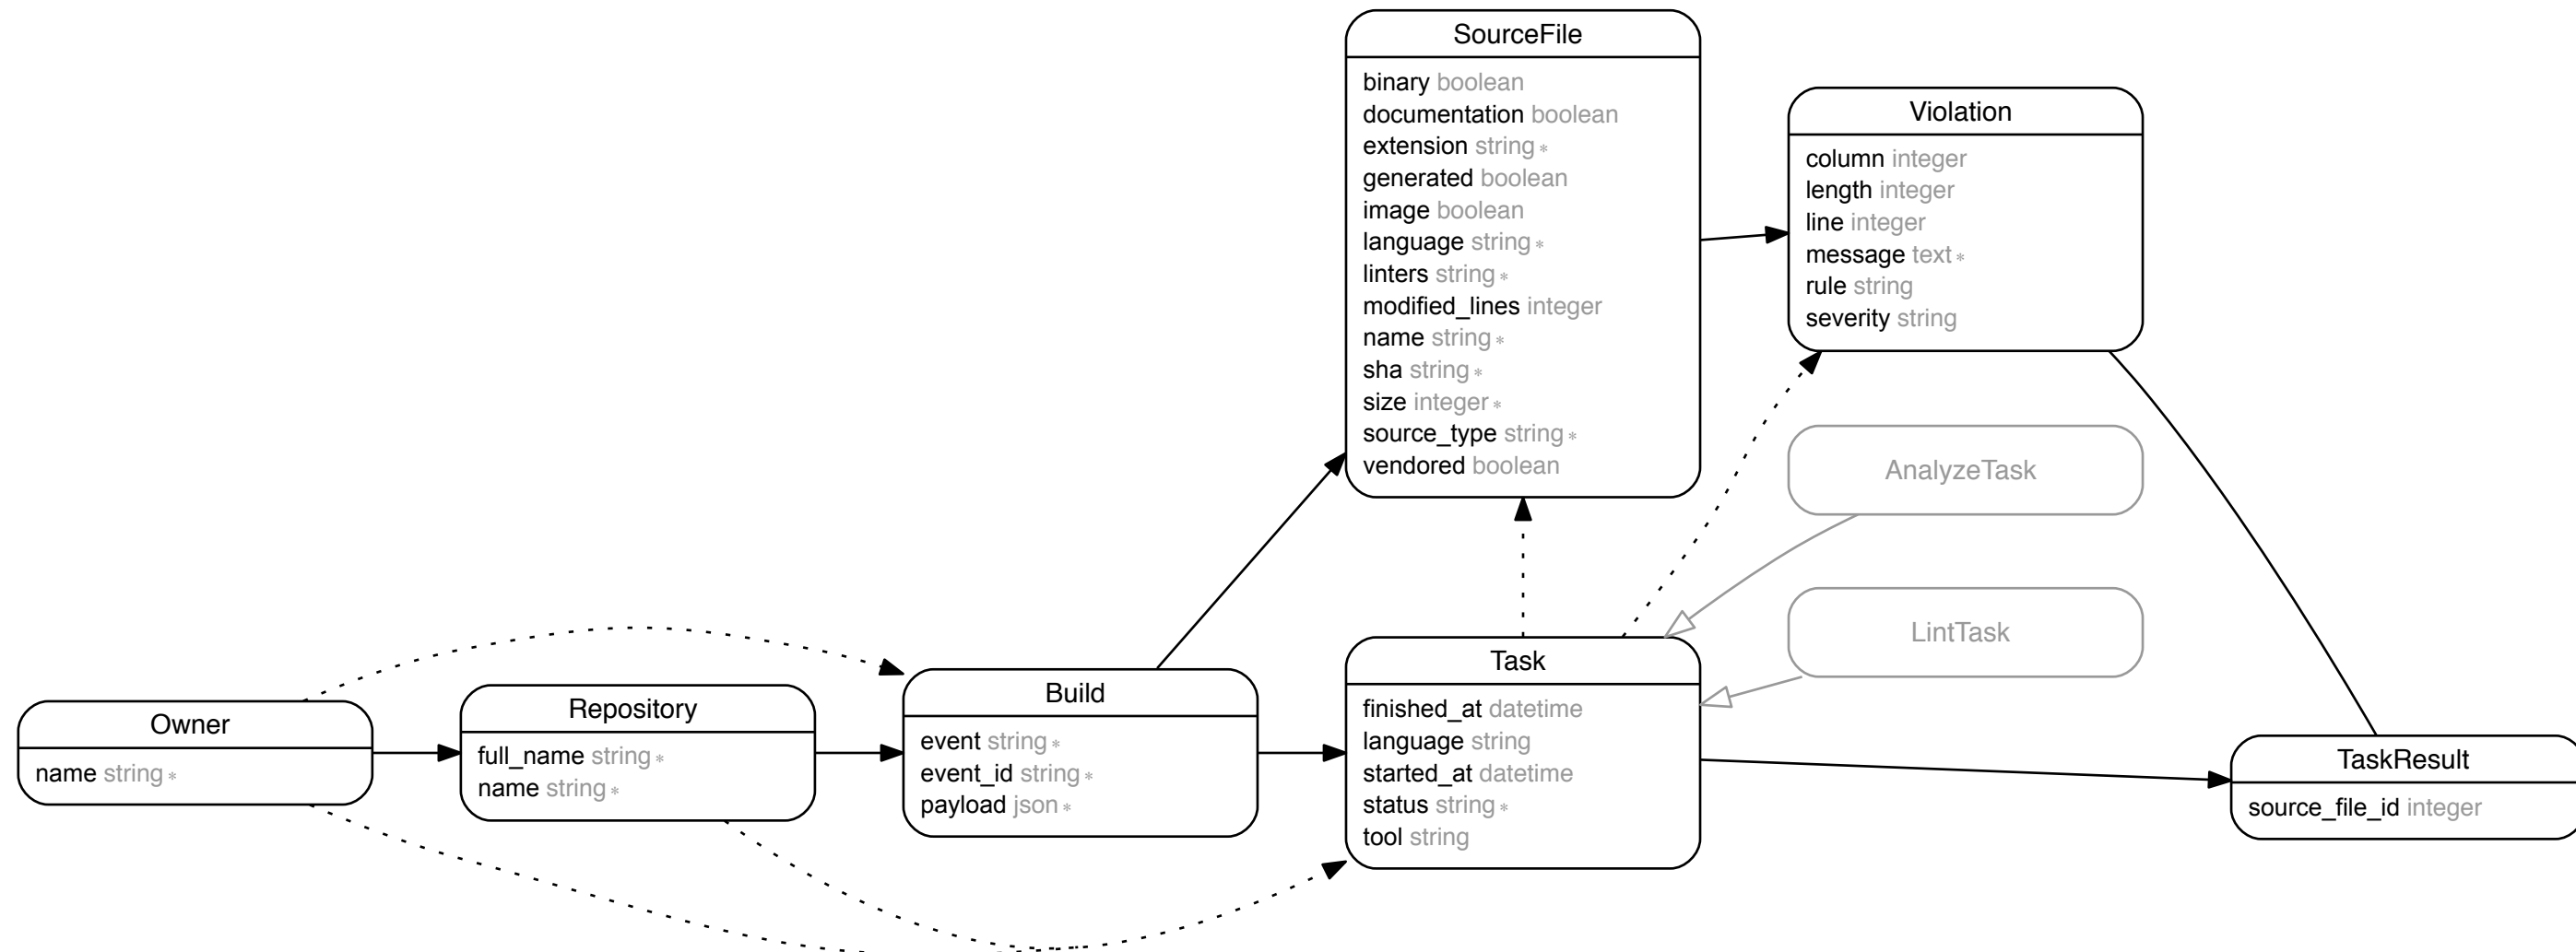 SourceFile
binary boolean
documentation boolean
extension string *
generated boolean
image boolean
language string *
linters string *
modified_lines integer
name string *
sha string *
size integer *
source_type string *
vendored boolean
Violation
column integer
length integer
line integer
message text *
rule string
severity string
AnalyzeTask
LintTask
Owner
name string *
Repository
full_name string *
name string *
Build
event string *
event_id string *
payload json *
Task
finished_at datetime
language string
started_at datetime
status string *
tool string
TaskResult
source_file_id integer